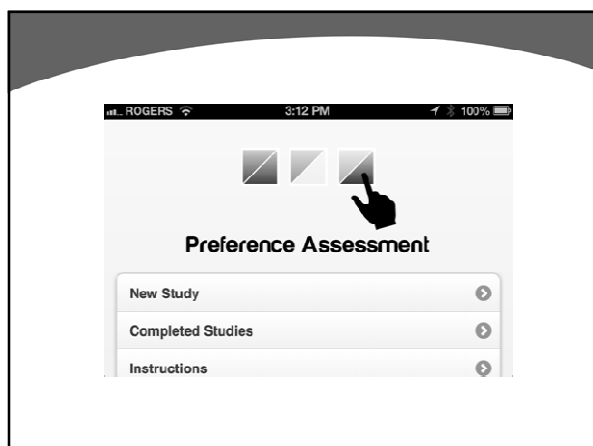 ROGERS 3:12 PM 100%
Preference Assessment
New Study
Completed Studies
Instructions